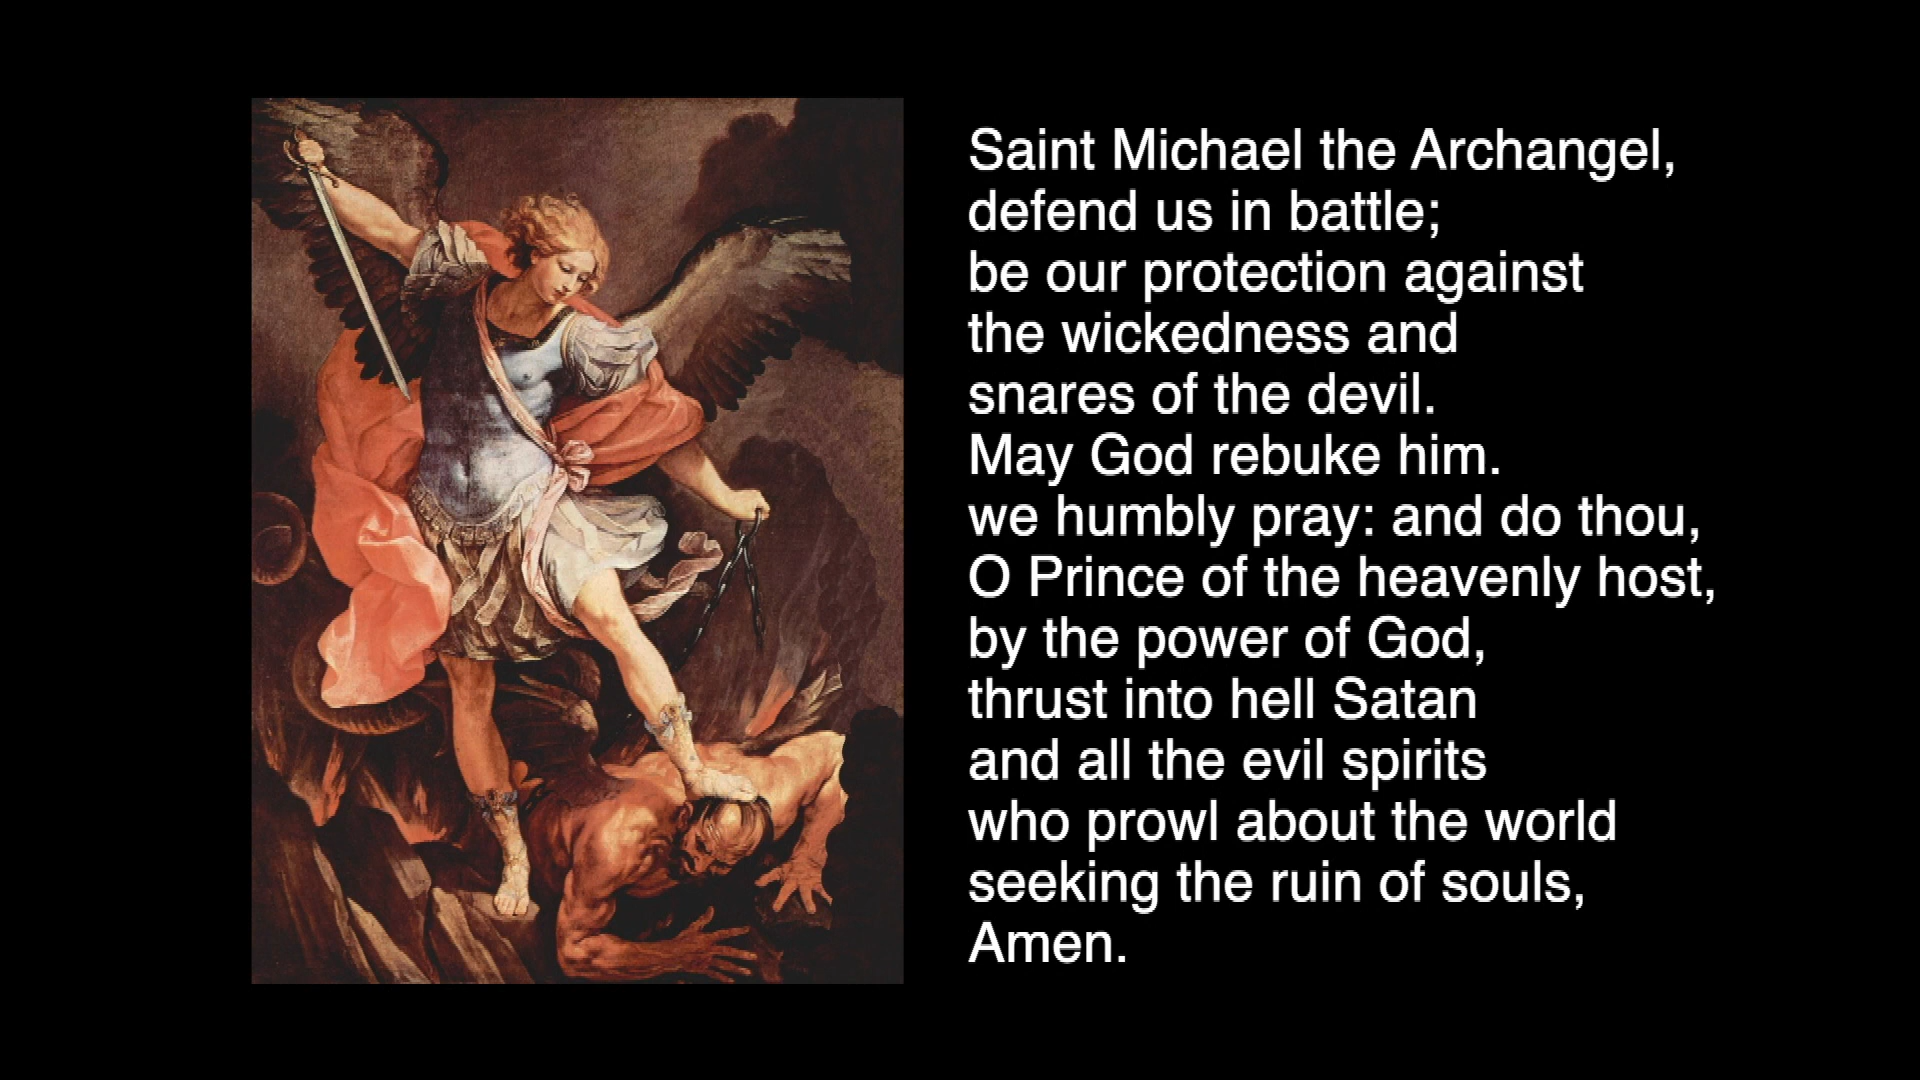 Saint Michael the Archangel,
defend us in battle;
be our protection against
the wickedness and
snares of the devil.
May God rebuke him.
we humbly pray: and do thou,
O Prince of the heavenly host,
by the power of God,
thrust into hell Satan
and all the evil spirits
who prowl about the world
seeking the ruin of souls,
Amen.